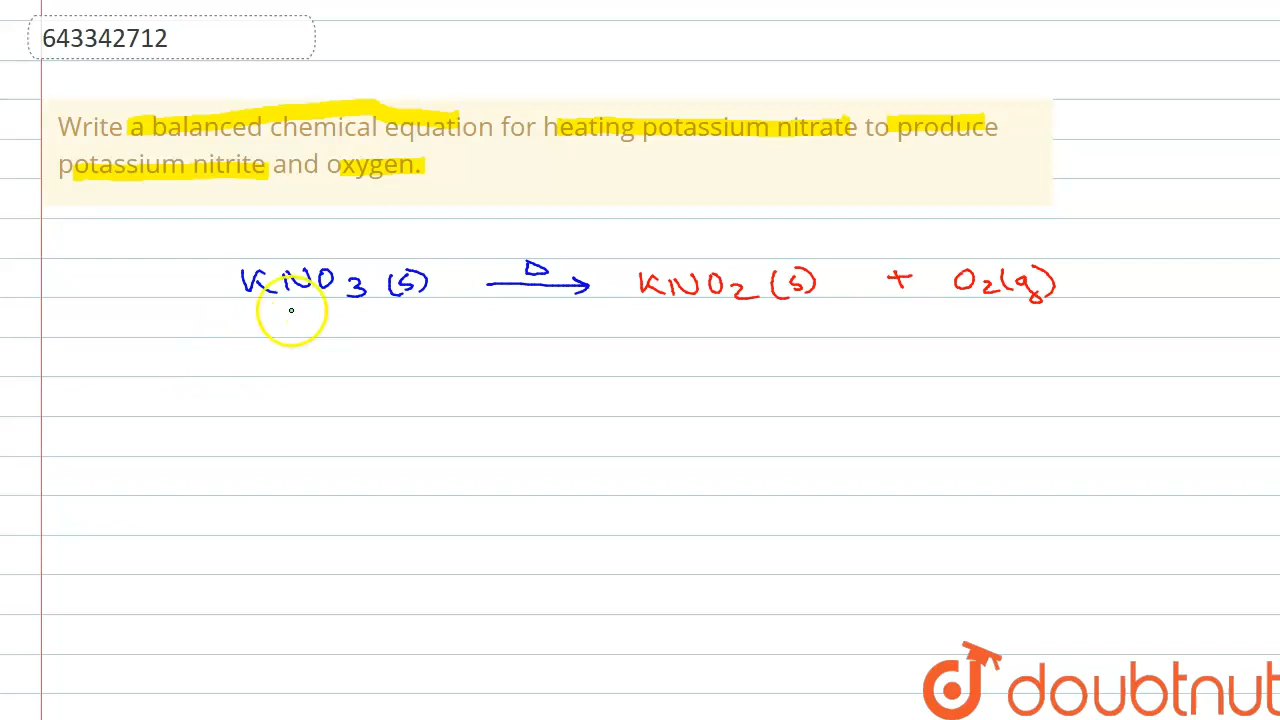 643342712
Write a balanced chemical equation for heating potassium nitrate to produce
potassium nitrite and oxygen.
KNO3 (s) Δ→ KNO2 (s) + O2(g)
doubtnut